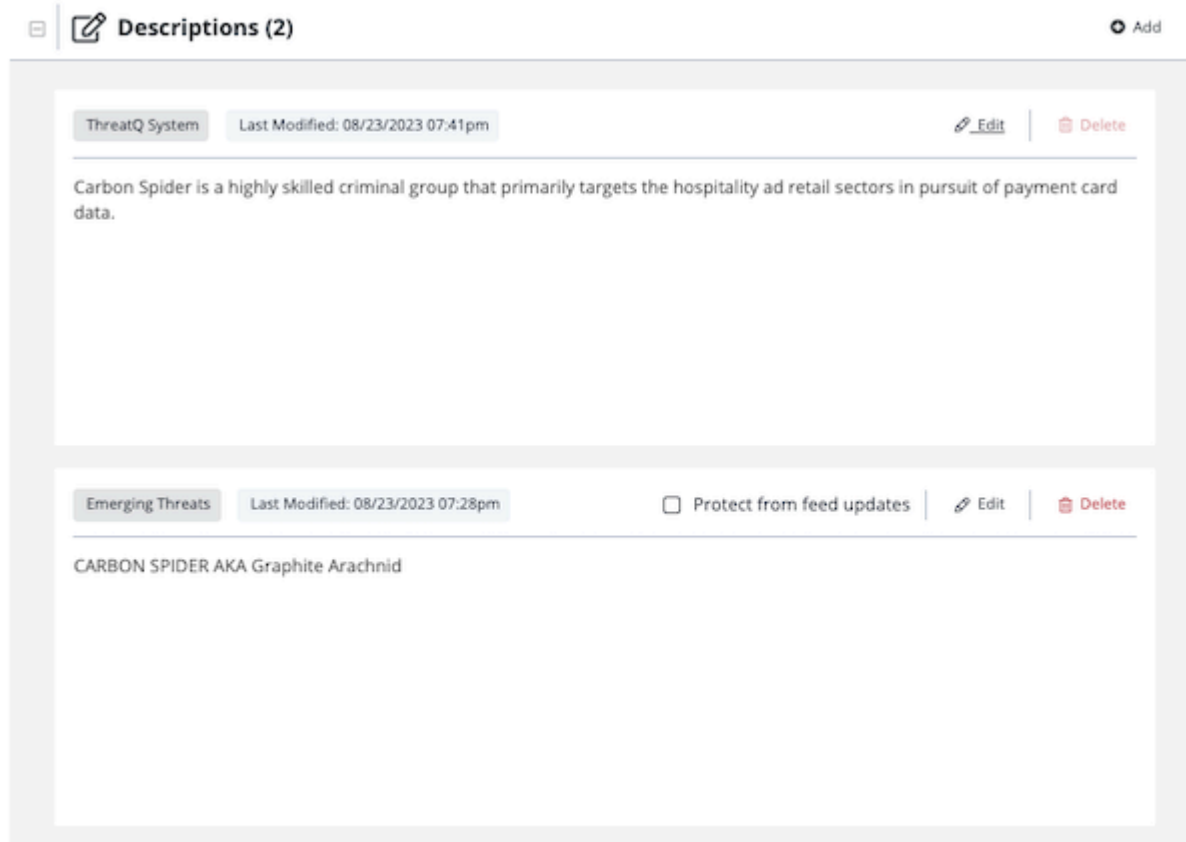 Descriptions (2)
Add
ThreatQ System
Last Modified: 08/23/2023 07:41pm
Edit
Delete
Carbon Spider is a highly skilled criminal group that primarily targets the hospitality ad retail sectors in pursuit of payment card
data.
Emerging Threats
Last Modified: 08/23/2023 07:28pm
Protect from feed updates
Edit
Delete
CARBON SPIDER AKA Graphite Arachnid